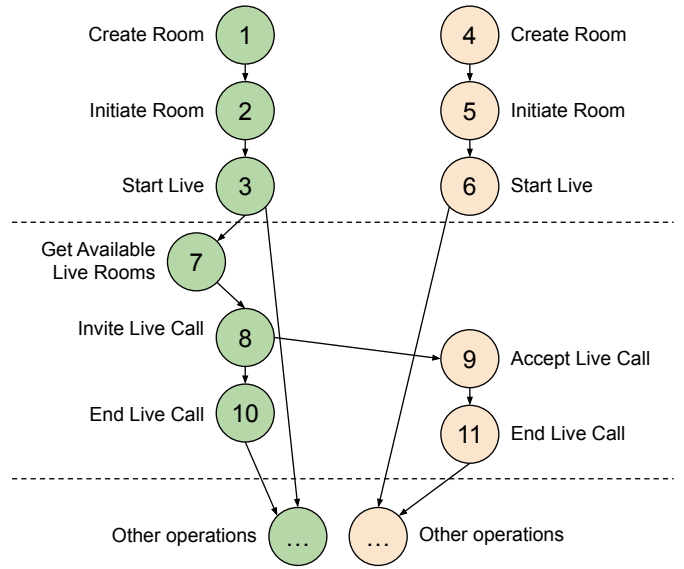 Create Room 1 4 Create Room
Initiate Room 2 5 Initiate Room
Start Live 3 6 Start Live
Get Available
Live Rooms 7
Invite Live Call 8
9 Accept Live Call
End Live Call 10
11 End Live Call
Other operations ... ... Other operations